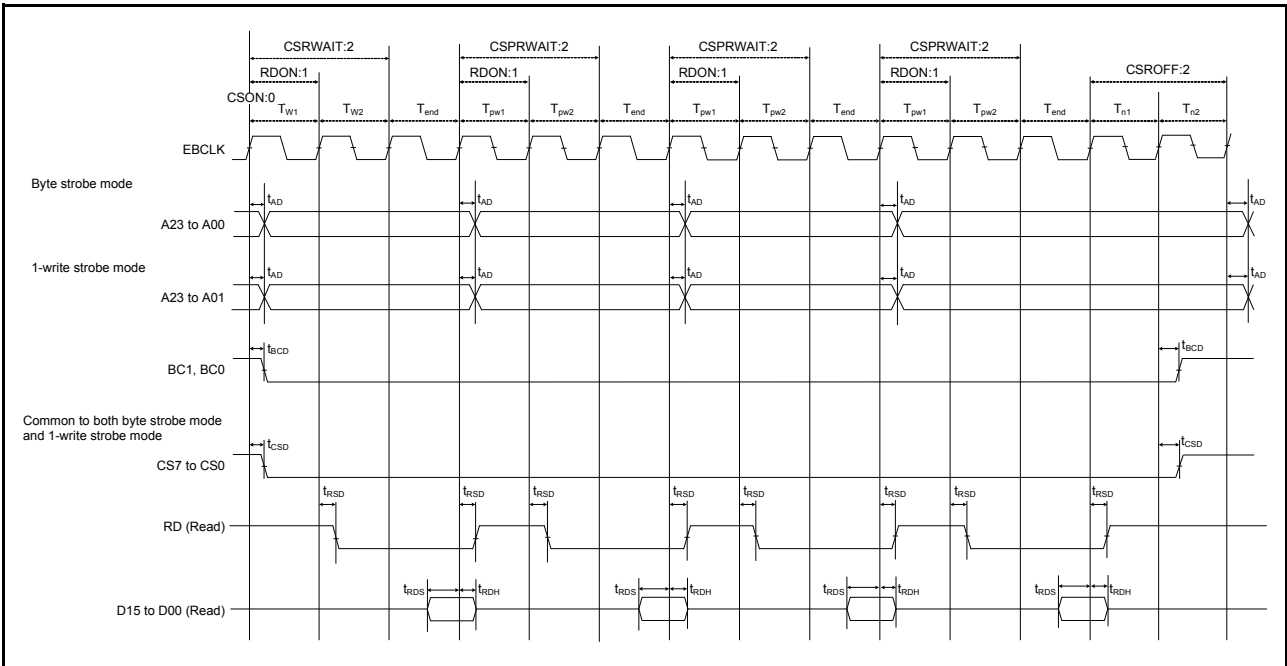 CSRWAIT:2 CSPRWAIT:2 CSPRWAIT:2 CSPRWAIT:2
RDON:1 RDON:1 RDON:1 RDON:1 CSROFF:2
CSON:0
TW1 TW2 Tend Tpw1 Tpw2 Tend Tpw1 Tpw2 Tend Tpw1 Tpw2 Tend Tn1 Tn2
EBCLK
Byte strobe mode
tAD tAD tAD tAD tAD
A23 to A00
1-write strobe mode
tAD tAD tAD tAD tAD
A23 to A01
tBCD tBCD
BC1, BC0
Common to both byte strobe mode
and 1-write strobe mode
tCSD tCSD
CS7 to CS0
tRSD tRSD tRSD tRSD tRSD tRSD tRSD tRSD
RD (Read)
tRDS tRDH tRDS tRDH tRDS tRDH tRDS tRDH
D15 to D00 (Read)